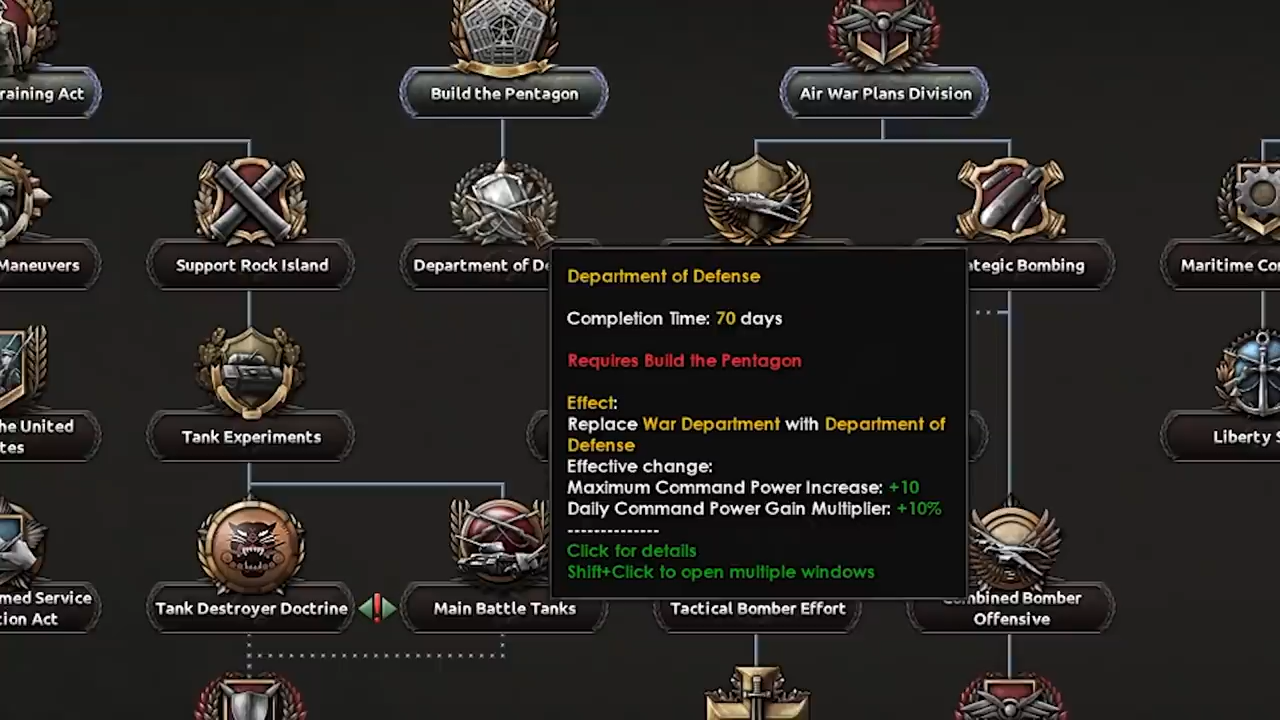 raining Act
Build the Pentagon
Air War Plans Division
Maneuvers
Support Rock Island
Department of De
tegic Bombing
Maritime Co
Department of Defense
Completion Time: 70 days
Requires Build the Pentagon
Effect:
Replace War Department with Department of
Defense
Effective change:
Maximum Command Power Increase: +10
Daily Command Power Gain Multiplier: +10%
--------------
Click for details
Shift+Click to open multiple windows
he United
tes
Tank Experiments
Liberty S
med Service
ion Act
Tank Destroyer Doctrine
Main Battle Tanks
Tactical Bomber Effort
mbined Bomber
Offensive